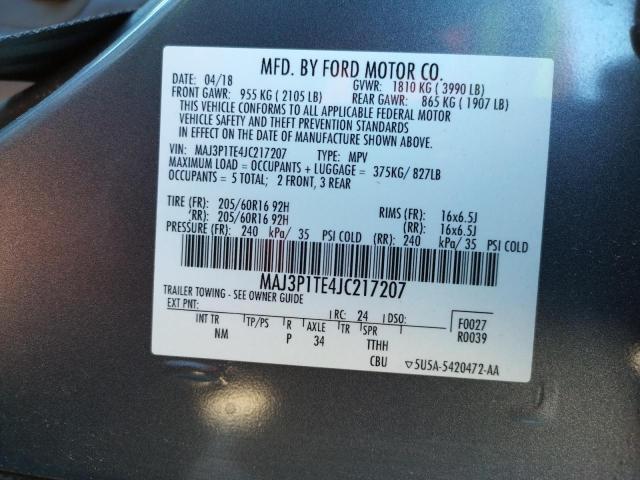 MFD. BY FORD MOTOR CO.
DATE: 04/18 GVWR: 1810 KG ( 3990 LB)
FRONT GAWR: 955 KG ( 2105 LB) REAR GAWR: 865 KG ( 1907 LB)
THIS VEHICLE CONFORMS TO ALL APPLICABLE FEDERAL MOTOR
VEHICLE SAFETY AND THEFT PREVENTION STANDARDS
IN EFFECT ON THE DATE OF MANUFACTURE SHOWN ABOVE.
VIN: MAJ3P1TE4JC217207 TYPE: MPV
MAXIMUM LOAD = OCCUPANTS + LUGGAGE = 375KG/ 827LB
OCCUPANTS = 5 TOTAL; 2 FRONT, 3 REAR
TIRE (FR): 205/60R16 92H RIMS (FR): 16x6.5J
(RR): 205/60R16 92H (RR): 16x6.5J
PRESSURE (FR): 240 kPa/ 35 PSI COLD (RR): 240 kPa/ 35 PSI COLD
MAJ3P1TE4JC217207
TRAILER TOWING - SEE OWNER GUIDE
EXT PNT: RC: 24 DSO: F0027
INT TR TP/PS R AXLE TR SPR R0039
NM P 34 TTHH
CBU ▽5U5A-5420472-AA